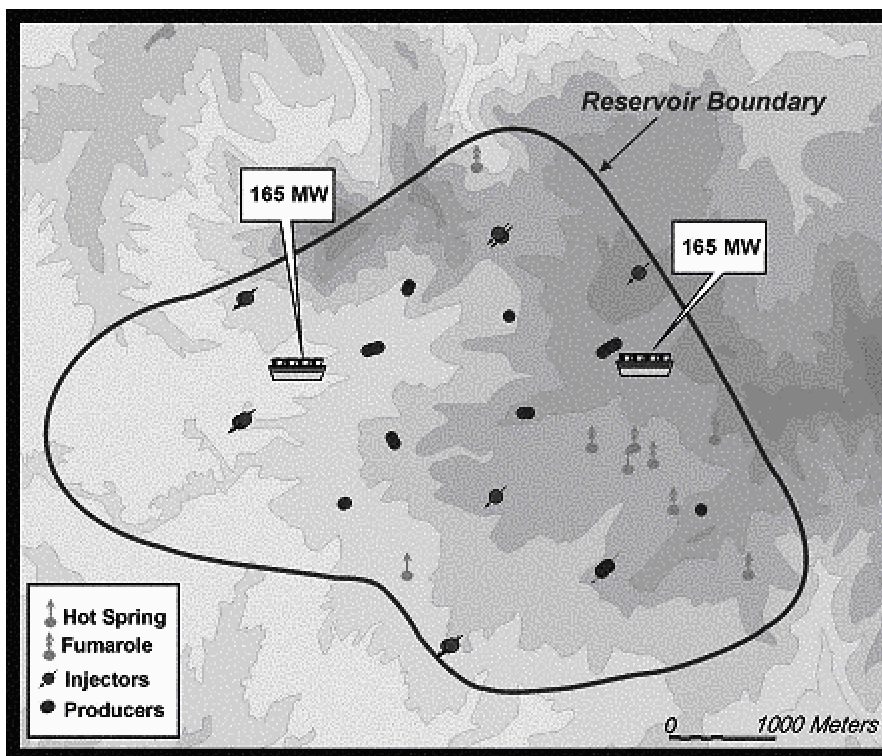 Reservoir Boundary
165 MW
165 MW
Hot Spring
Fumarole
Injectors
Producers
0 1000 Meters